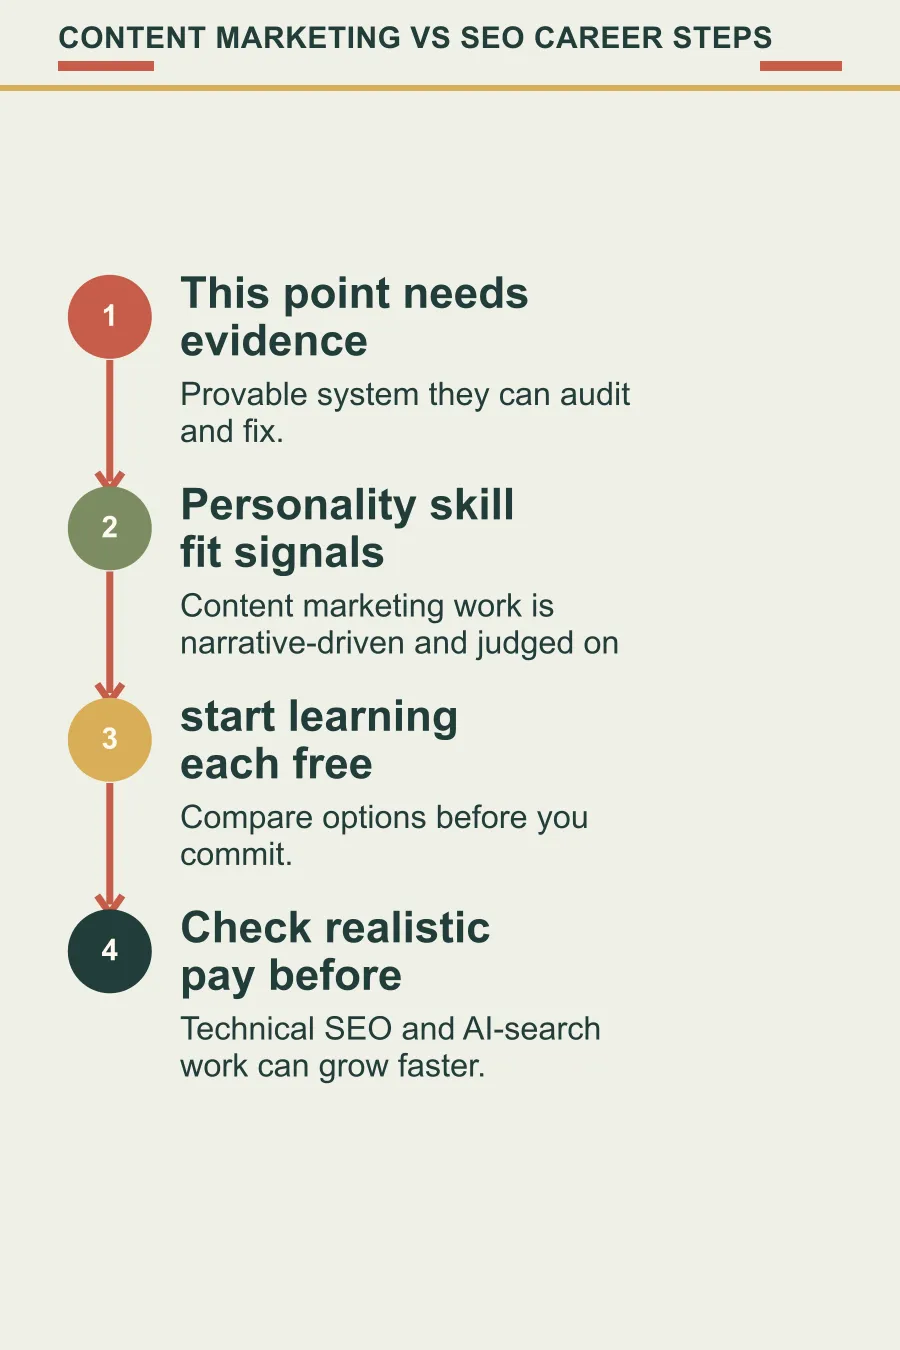 CONTENT MARKETING VS SEO CAREER STEPS
1
This point needs
evidence
Provable system they can audit
and fix.
2
Personality skill
fit signals
Content marketing work is
narrative-driven and judged on
3
start learning
each free
Compare options before you
commit.
4
Check realistic
pay before
Technical SEO and AI-search
work can grow faster.